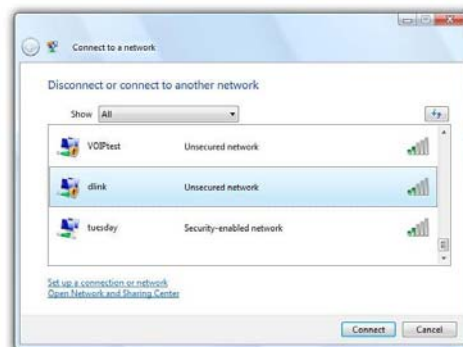 Connect to a network
Disconnect or connect to another network
Show All
VOIPtest Unsecured network
dlink Unsecured network
tuesday Security-enabled network
Set up a connection or network
Open Network and Sharing Center
Connect Cancel